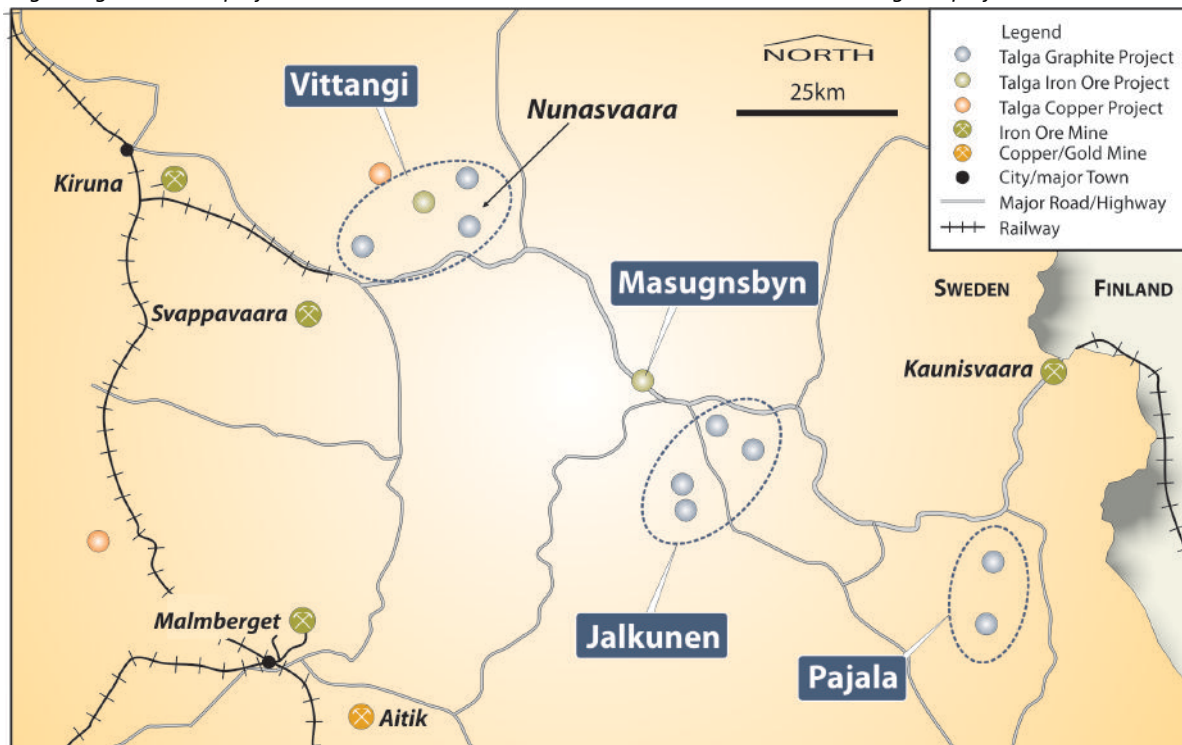 NORTH
25km
Legend
Talga Graphite Project
Talga Iron Ore Project
Talga Copper Project
Iron Ore Mine
Copper/Gold Mine
City/major Town
Major Road/Highway
Railway
Vittangi
Nunasvaara
Kiruna
Masugnsbyn
SWEDEN
FINLAND
Svappavaara
Kaunisvaara
Malmberget
Jalkunen
Pajala
Aitik